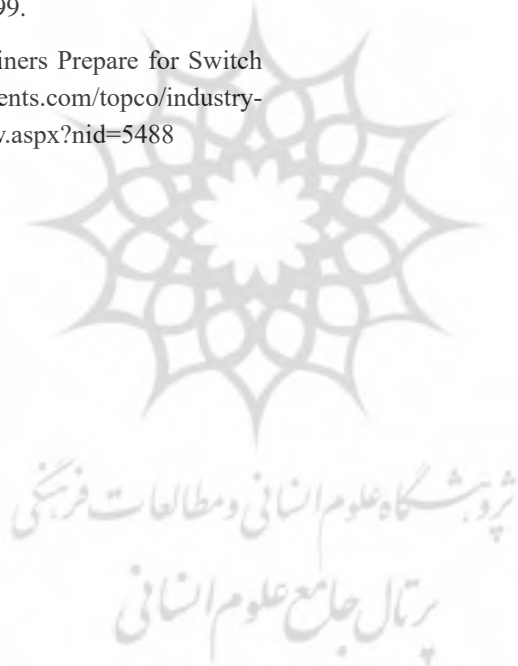 99.
iners Prepare for Switch
ents.com/topco/industry-
v.aspx?nid=5488
پژوهشگاه علوم انسانی و مطالعات فرهنگی
پرتال جامع علوم انسانی